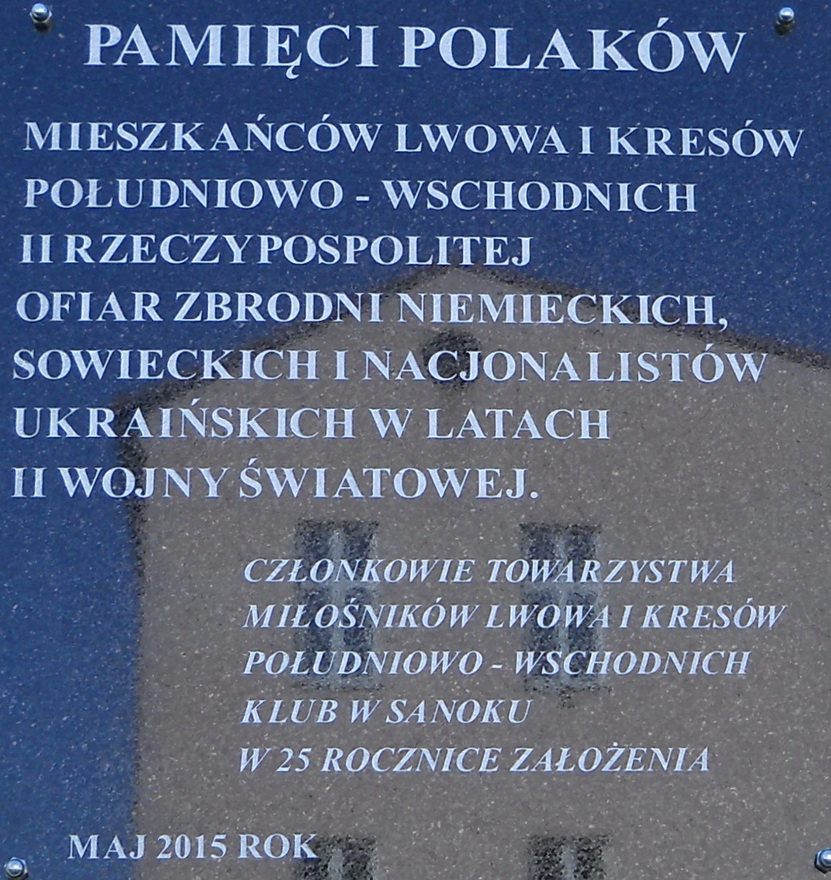 PAMIĘCI POLAKÓW
MIESZKAŃCÓW LWOWA I KRESÓW
POŁUDNIOWO - WSCHODNICH
II RZECZYPOSPOLITEJ
OFIAR ZBRODNI NIEMIECKICH,
SOWIECKICH I NACJONALISTÓW
UKRAIŃSKICH W LATACH
II WOJNY ŚWIATOWEJ.
CZŁONKOWIE TOWARZYSTWA
MIŁOŚNIKÓW LWOWA I KRESÓW
POŁUDNIOWO - WSCHODNICH
KLUB W SANOKU
W 25 ROCZNICE ZAŁOŻENIA
MAJ 2015 ROK